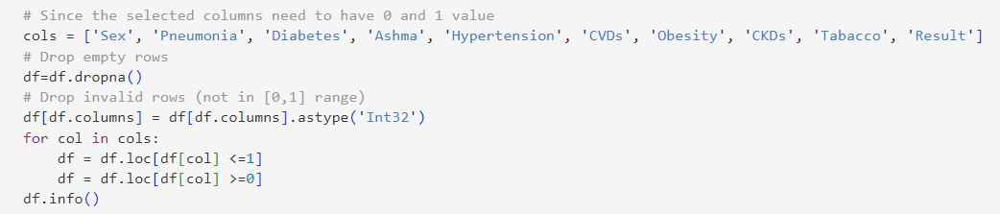 # Since the selected columns need to have 0 and 1 value
cols = ['Sex', 'Pneumonia', 'Diabetes', 'Ashma', 'Hypertension', 'CVDs', 'Obesity', 'CKDs', 'Tabacco', 'Result']
# Drop empty rows
df=df.dropna()
# Drop invalid rows (not in [0,1] range)
df[df.columns] = df[df.columns].astype('Int32')
for col in cols:
    df = df.loc[df[col] <=1]
    df = df.loc[df[col] >=0]
df.info()